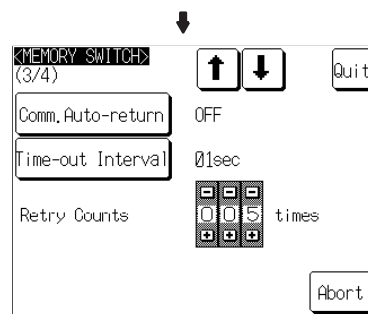 <MEMORY SWITCH>
(3/4)
Quit
Comm.Auto-return OFF
Time-out Interval 01sec
Retry Counts 005 times
Abort